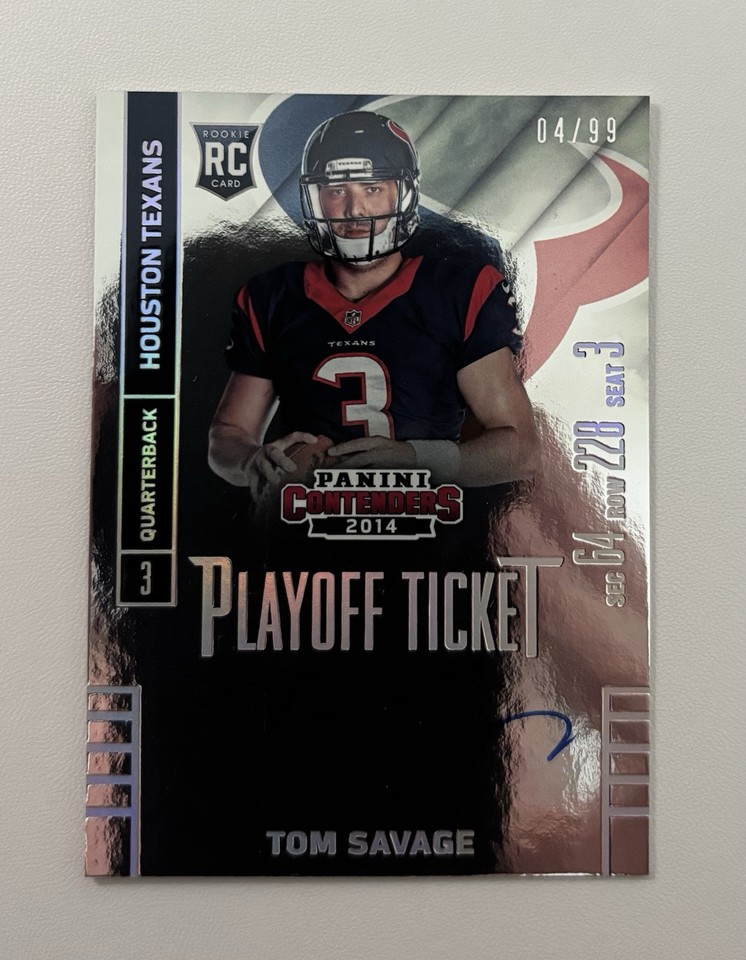 ROOKIE
RC
CARD
04/99
HOUSTON TEXANS
QUARTERBACK
3
TEXANS
3
SEC 64 ROW 228 SEAT 3
PANINI
CONTENDERS
2014
PLAYOFF TICKET
TOM SAVAGE